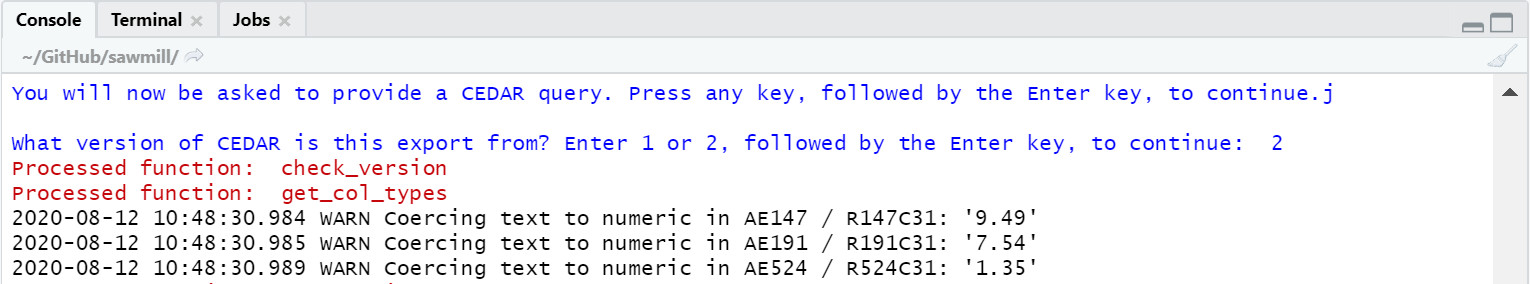 Console Terminal Jobs
~/GitHub/sawmill/
You will now be asked to provide a CEDAR query. Press any key, followed by the Enter key, to continue.j
What version of CEDAR is this export from? Enter 1 or 2, followed by the Enter key, to continue:  2
Processed function:  check_version
Processed function:  get_col_types
2020-08-12 10:48:30.984 WARN Coercing text to numeric in AE147 / R147C31: '9.49'
2020-08-12 10:48:30.985 WARN Coercing text to numeric in AE191 / R191C31: '7.54'
2020-08-12 10:48:30.989 WARN Coercing text to numeric in AE524 / R524C31: '1.35'